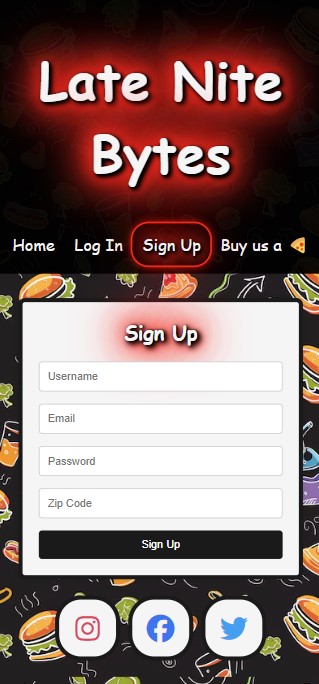 Late Nite
Bytes
Home Log In Sign Up Buy us a 🍕
Sign Up
Username
Email
Password
Zip Code
Sign Up